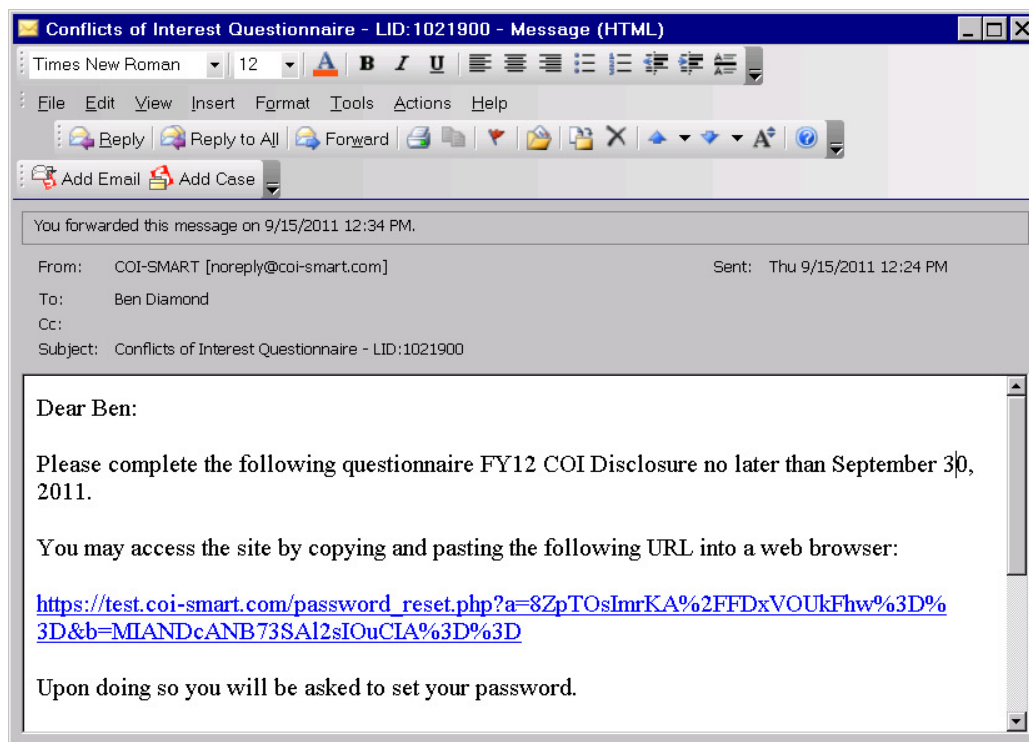 Conflicts of Interest Questionnaire - LID:1021900 - Message (HTML)
Times New Roman 12 A B I U
File Edit View Insert Format Tools Actions Help
Reply Reply to All Forward A
Add Email Add Case
You forwarded this message on 9/15/2011 12:34 PM.
From: COI-SMART [noreply@coi-smart.com] Sent: Thu 9/15/2011 12:24 PM
To: Ben Diamond
Cc:
Subject: Conflicts of Interest Questionnaire - LID:1021900
Dear Ben:
Please complete the following questionnaire FY12 COI Disclosure no later than September 30,
2011.
You may access the site by copying and pasting the following URL into a web browser:
https://test.coi-smart.com/password_reset.php?a=8ZpTOsImrKA%2FFDxVOUkFhw%3D%
3D&b=MIANDcANB73SAl2sIOuCIA%3D%3D
Upon doing so you will be asked to set your password.